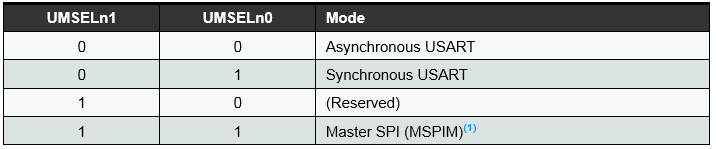 UMSELn1 UMSELn0 Mode
0 0 Asynchronous USART
0 1 Synchronous USART
1 0 (Reserved)
1 1 Master SPI (MSPIM)(1)